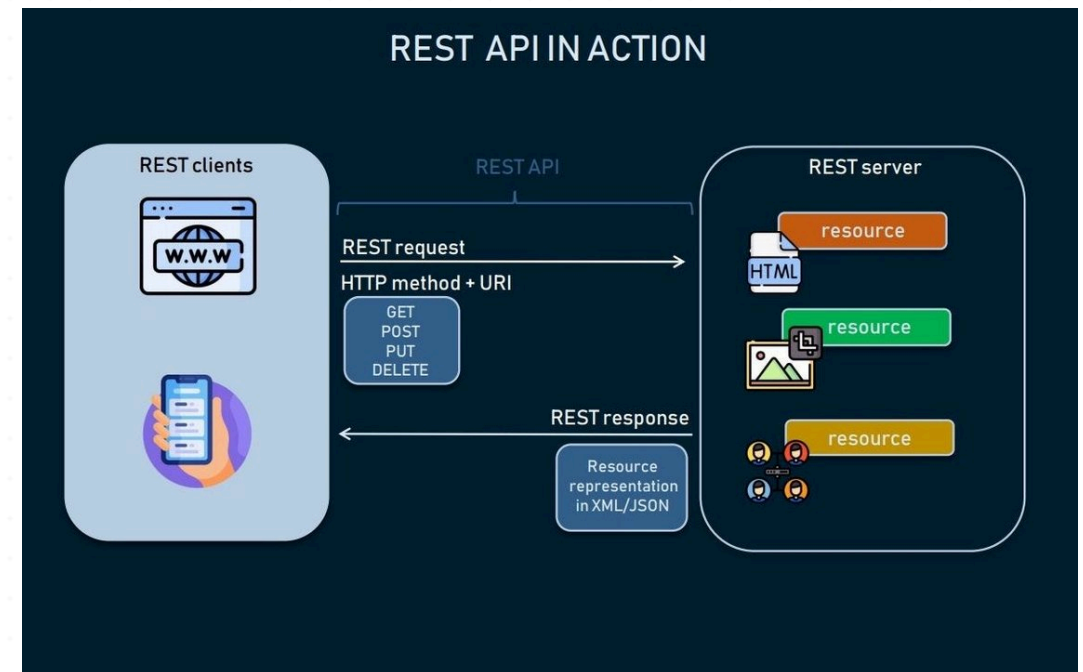 REST API IN ACTION
REST clients
W.W.W
REST API
REST request
HTTP method + URI
GET
POST
PUT
DELETE
REST response
Resource
representation
in XML/JSON
REST server
resource
HTML
resource
resource